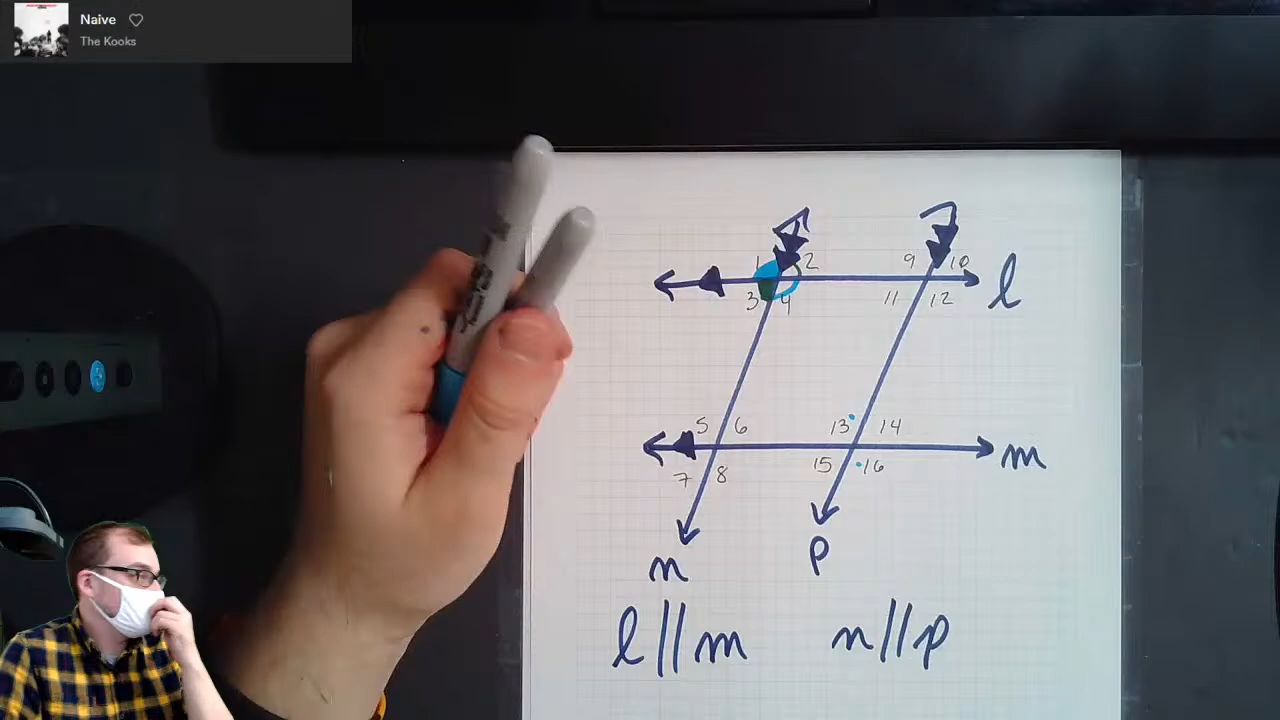 Naive
The Kooks
1 2 9 10
3 4 11 12 l
5 6 13 14
7 8 15 16 m
n p
l || m n || p